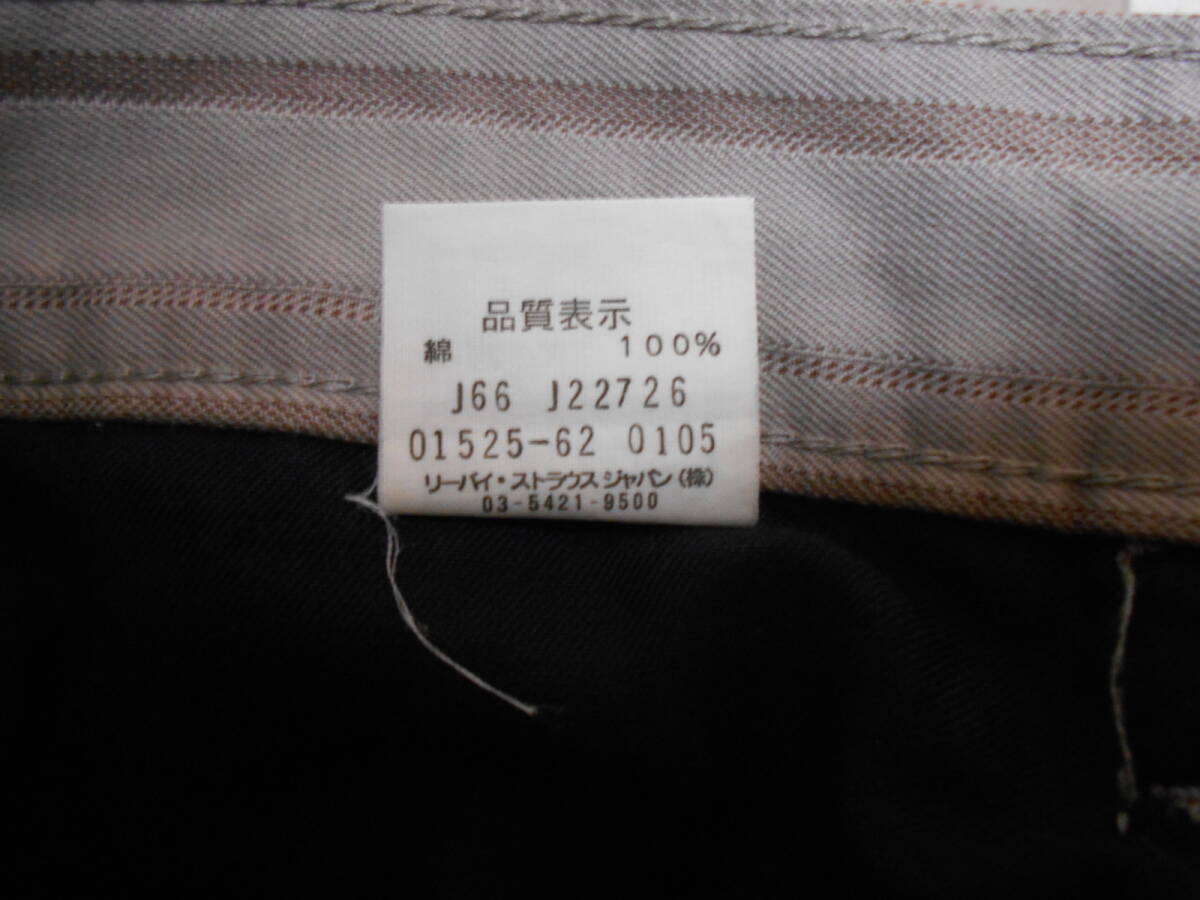 品質表示
綿 100%
J66 J22726
01525-62 0105
リーバイ・ストラウス ジャパン(株)
03-5421-9500